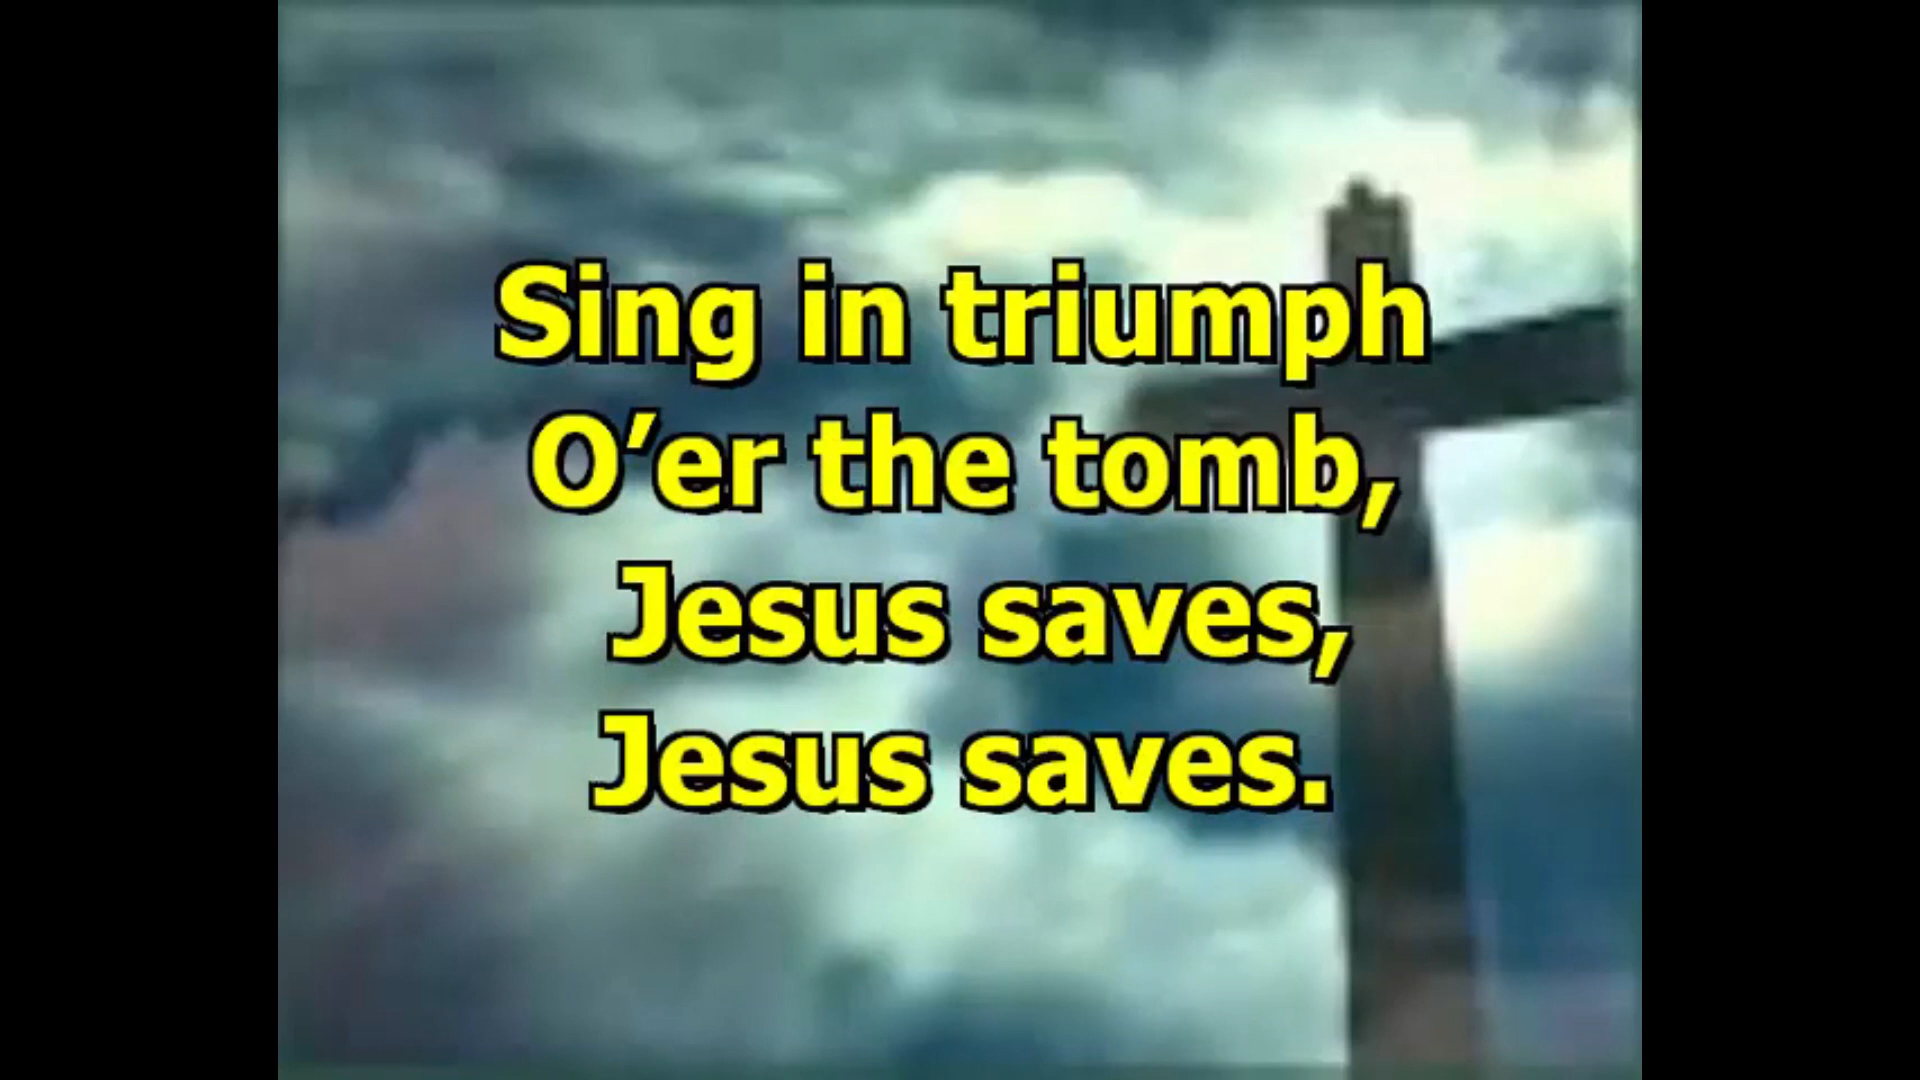 Sing in triumph
O’er the tomb,
Jesus saves,
Jesus saves.